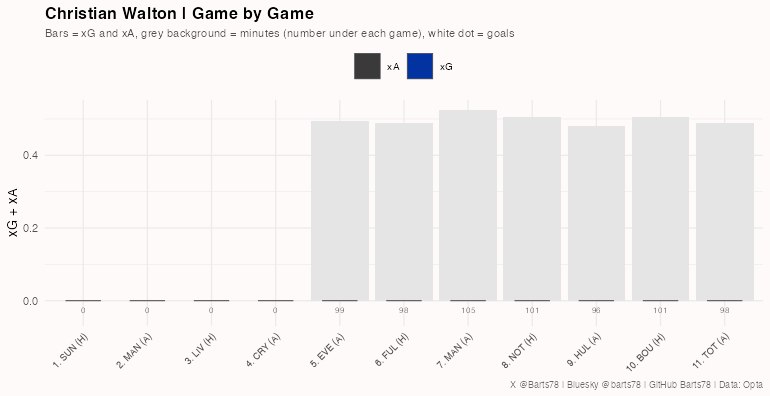 Christian Walton | Game by Game
Bars = xG and xA, grey background = minutes (number under each game), white dot = goals
xA xG
xG + xA
0.4
0.2
0.0
0 0 0 0 99 98 105 101 96 101 98
1. SUN (H) 2. MAN (A) 3. LIV (H) 4. CRY (A) 5. EVE (A) 6. FUL (H) 7. MAN (A) 8. NOT (H) 9. HUL (A) 10. BOU (H) 11. TOT (A)
X @Barts78 | Bluesky @barts78 | GitHub Barts78 | Data: Opta